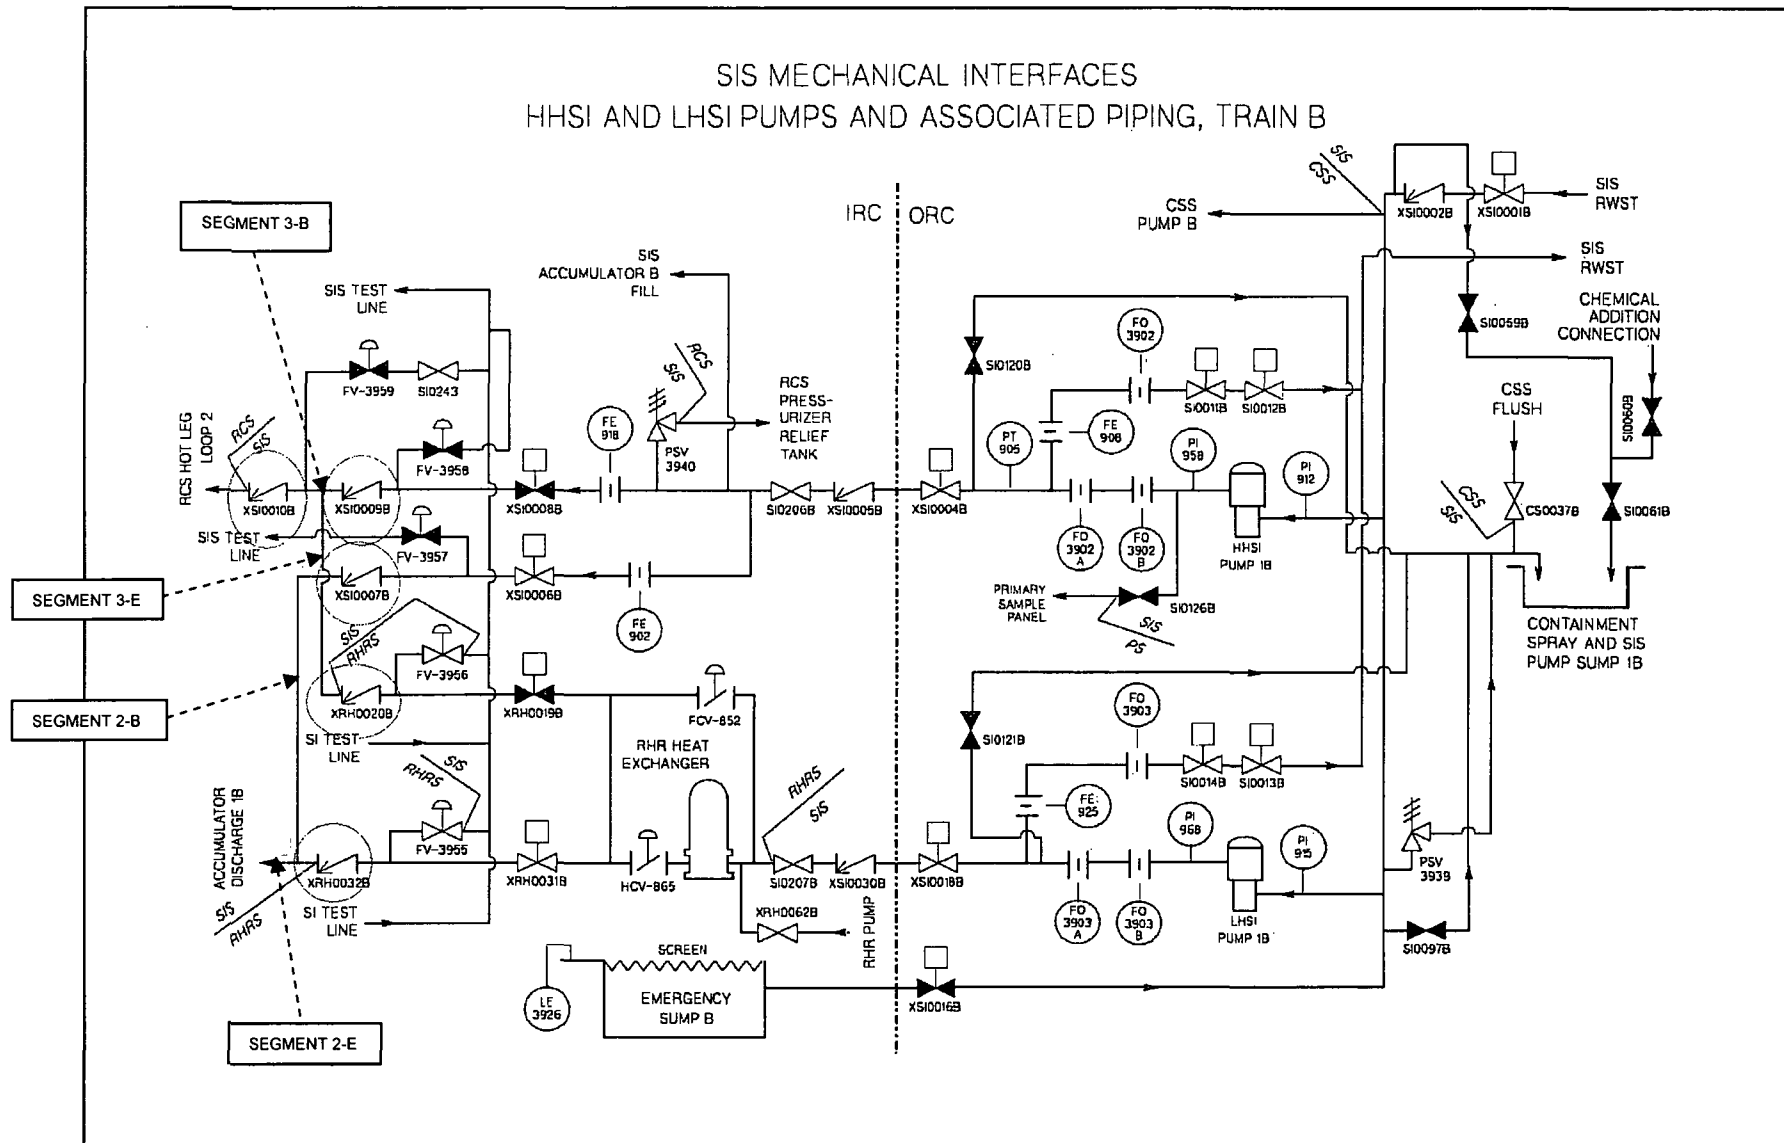 SIS MECHANICAL INTERFACES
HHSI AND LHSI PUMPS AND ASSOCIATED PIPING, TRAIN B
SEGMENT 3-B
SEGMENT 3-E
SEGMENT 2-B
SEGMENT 2-E
IRC
ORC
SIS
CSS
CSS
PUMP B
XSI0002B
XSI0001B
SIS
RWST
SIS
RWST
SIS
ACCUMULATOR B
FILL
SIS TEST
LINE
FV-3959
SI0243
RCS
SIS
RCS
PRESS-
URIZER
RELIEF
TANK
PSV
3940
FE
918
RCS HOT LEG
LOOP 2
RCS
SIS
FV-3958
XSI0010B
XSI0009B
XSI0008B
SI0206B
XSI0005B
XSI0004B
SI0120B
FO
3902
SI0011B
SI0012B
PT
905
FE
908
PI
958
PI
912
FO
3902
A
FO
3902
B
HHSI
PUMP 1B
PRIMARY
SAMPLE
PANEL
SI0126B
SIS
PS
SI0059B
CHEMICAL
ADDITION
CONNECTION
SI0060B
CSS
FLUSH
CSS
SIS
CS0037B
SI0061B
CONTAINMENT
SPRAY AND SIS
PUMP SUMP 1B
SIS TEST
LINE
FV-3957
XSI0007B
XSI0006B
FE
902
SIS
RHRS
FV-3956
XRH0020B
XRH0019B
FCV-852
SI TEST
LINE
RHR HEAT
EXCHANGER
SIS
RHRS
FV-3955
ACCUMULATOR
DISCHARGE 1B
XRH0032B
SIS
RHRS
SI TEST
LINE
XRH0031B
HCV-865
RHRS
SIS
SI0207B
XSI0030B
XSI0018B
XRH0062B
RHR PUMP
SI0121B
FO
3903
SI0014B
SI0013B
FE
925
PI
968
PI
915
FO
3903
A
FO
3903
B
LHSI
PUMP 1B
PSV
3939
SI0097B
SCREEN
LE
3926
EMERGENCY
SUMP B
XSI0016B